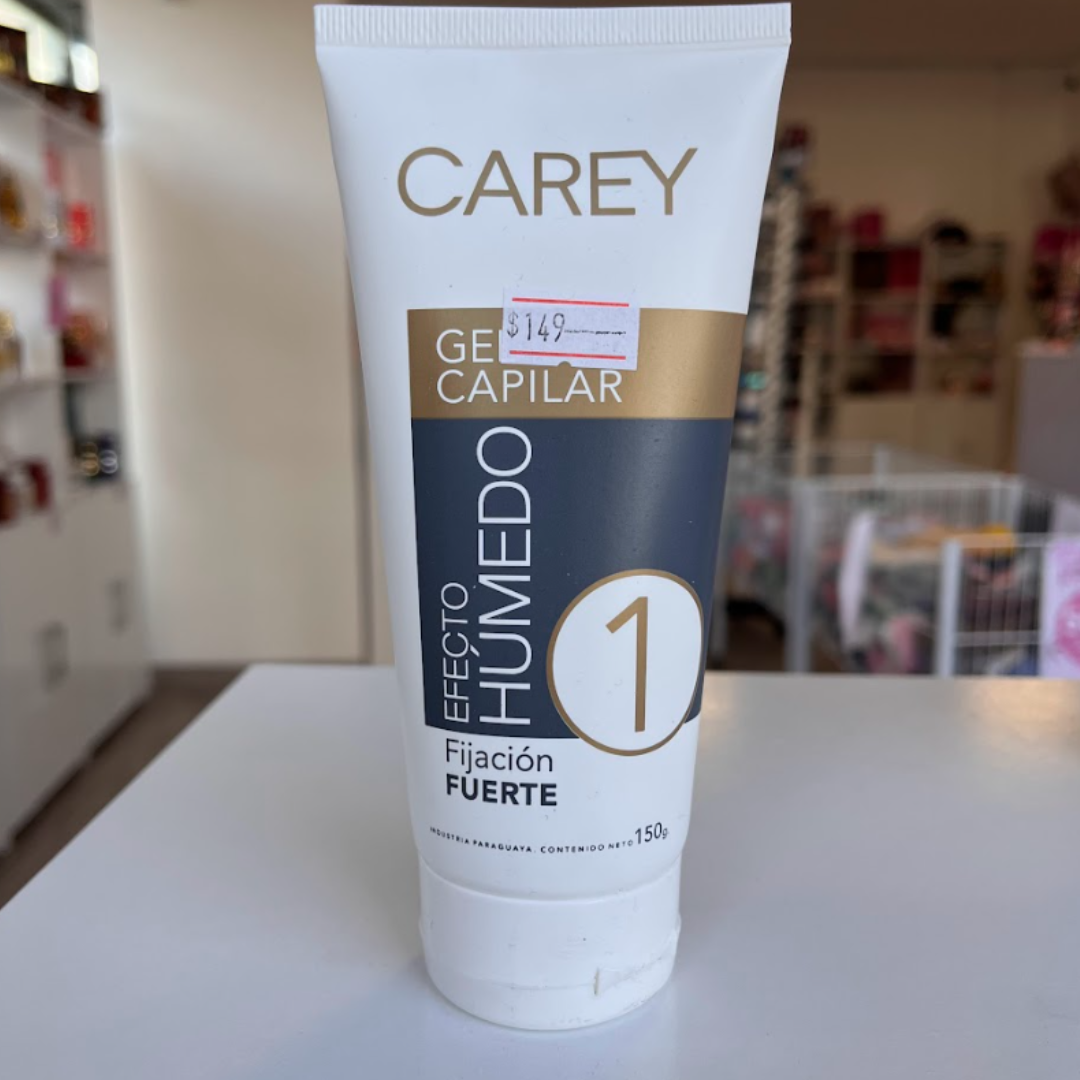 CAREY
$149
GEL
CAPILAR
EFECTO
HÚMEDO
1
Fijación
FUERTE
INDUSTRIA PARAGUAYA. CONTENIDO NETO 150g.